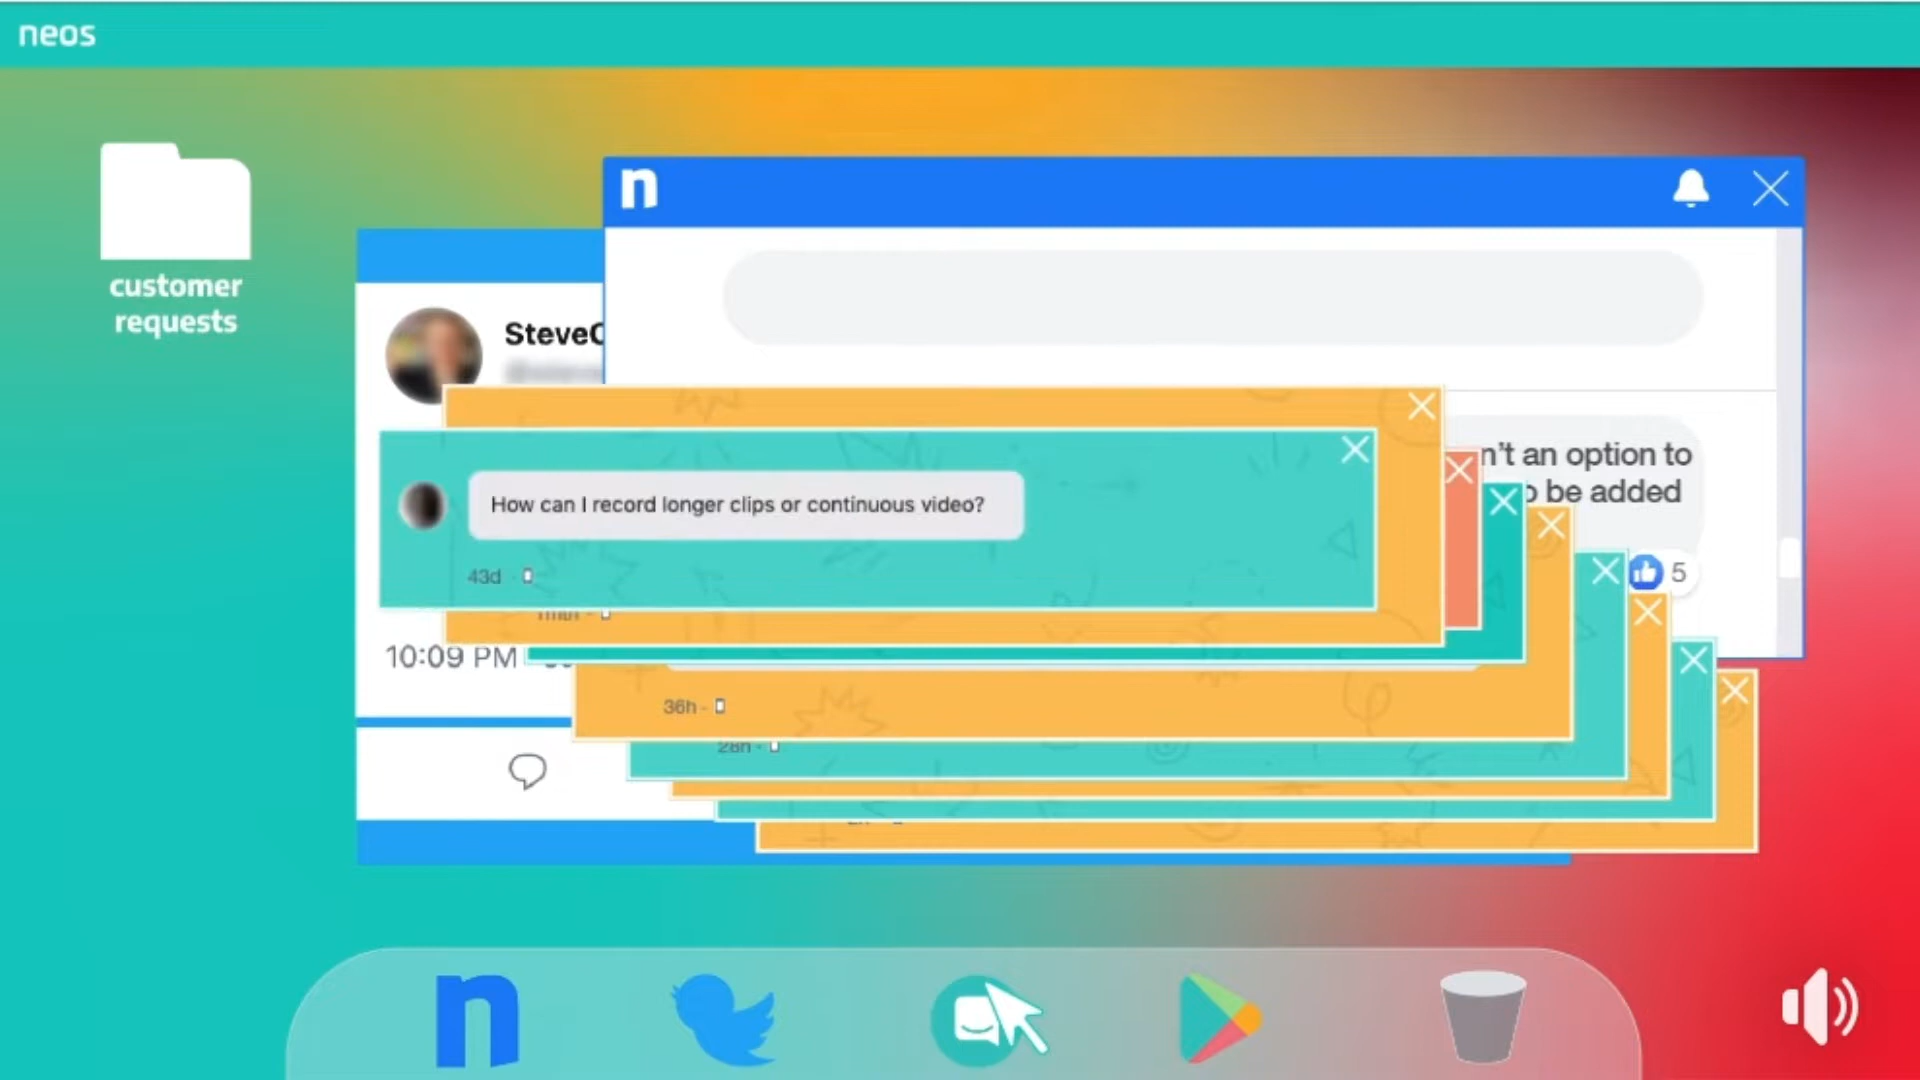 neos
customer
requests
n
SteveC
n't an option to
o be added
How can I record longer clips or continuous video?
43d
5
10:09 PM
36h -
28h -
n